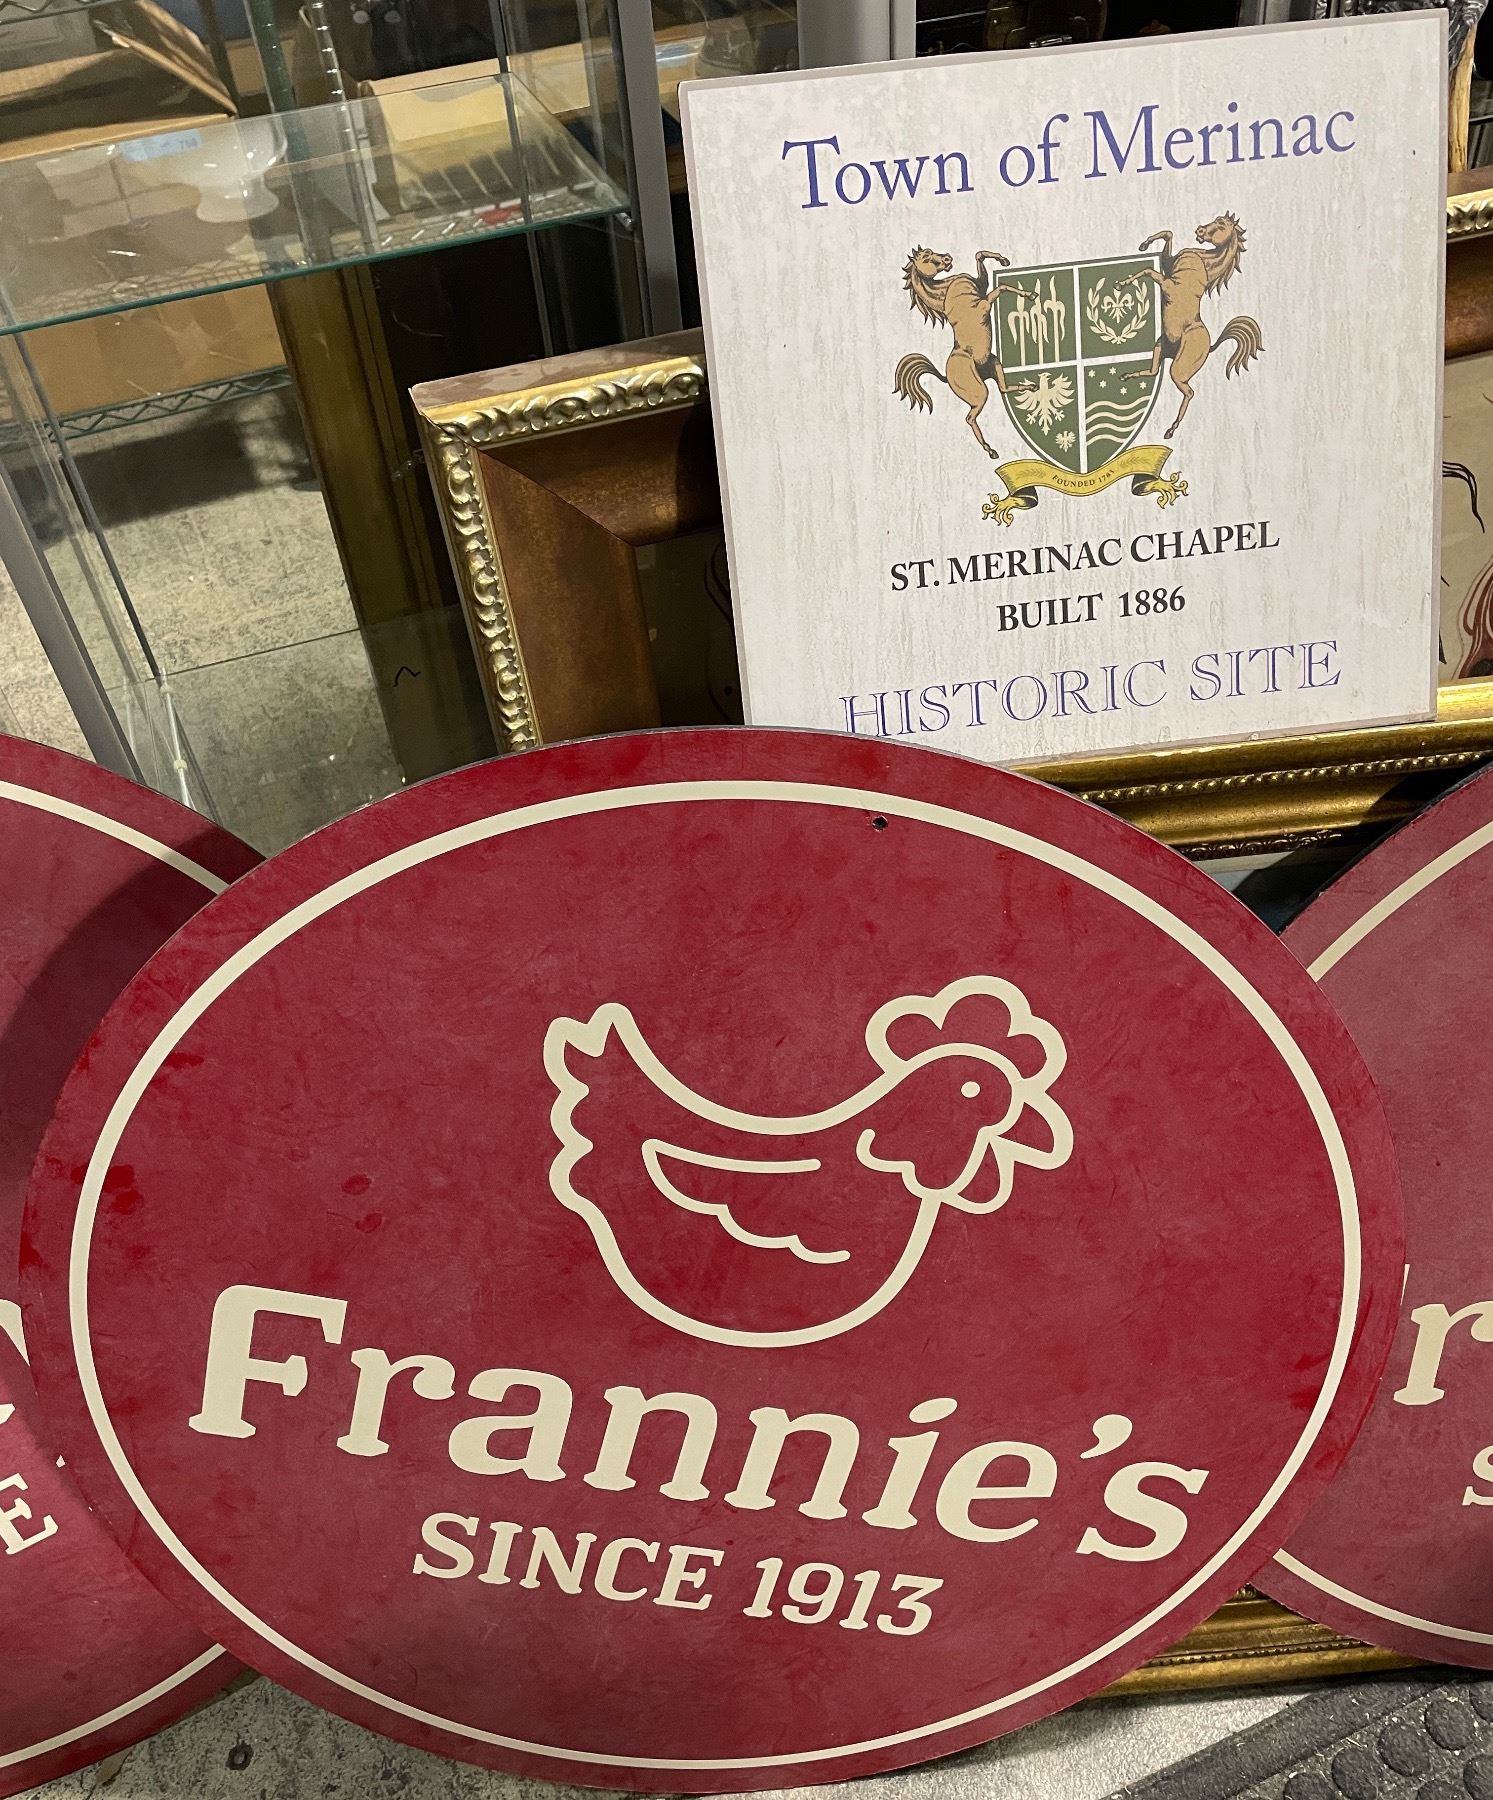 Town of Merinac
ST. MERINAC CHAPEL
BUILT 1886
HISTORIC SITE
Frannie's
SINCE 1913